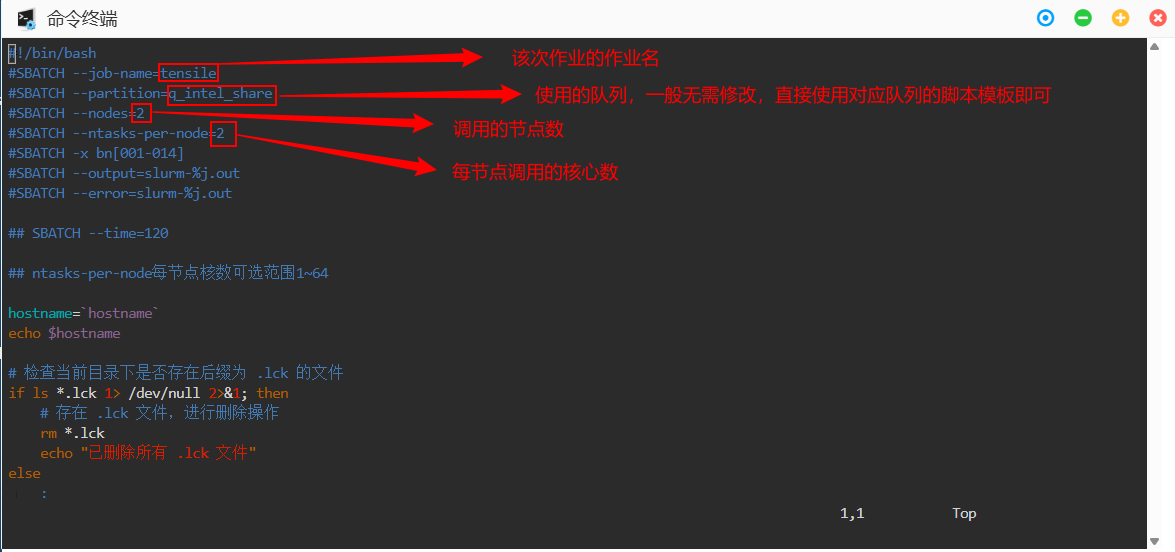 命令终端
#!/bin/bash
#SBATCH --job-name=tensile
该次作业的作业名
#SBATCH --partition=q_intel_share
使用的队列，一般无需修改，直接使用对应队列的脚本模板即可
#SBATCH --nodes=2
调用的节点数
#SBATCH --ntasks-per-node=2
#SBATCH -x bn[001-014]
每节点调用的核心数
#SBATCH --output=slurm-%j.out
#SBATCH --error=slurm-%j.out
## SBATCH --time=120
## ntasks-per-node每节点核数可选范围1~64
hostname=`hostname`
echo $hostname
# 检查当前目录下是否存在后缀为 .lck 的文件
if ls *.lck 1> /dev/null 2>&1; then
# 存在 .lck 文件，进行删除操作
rm *.lck
echo "已删除所有 .lck 文件"
else
:
1,1 Top